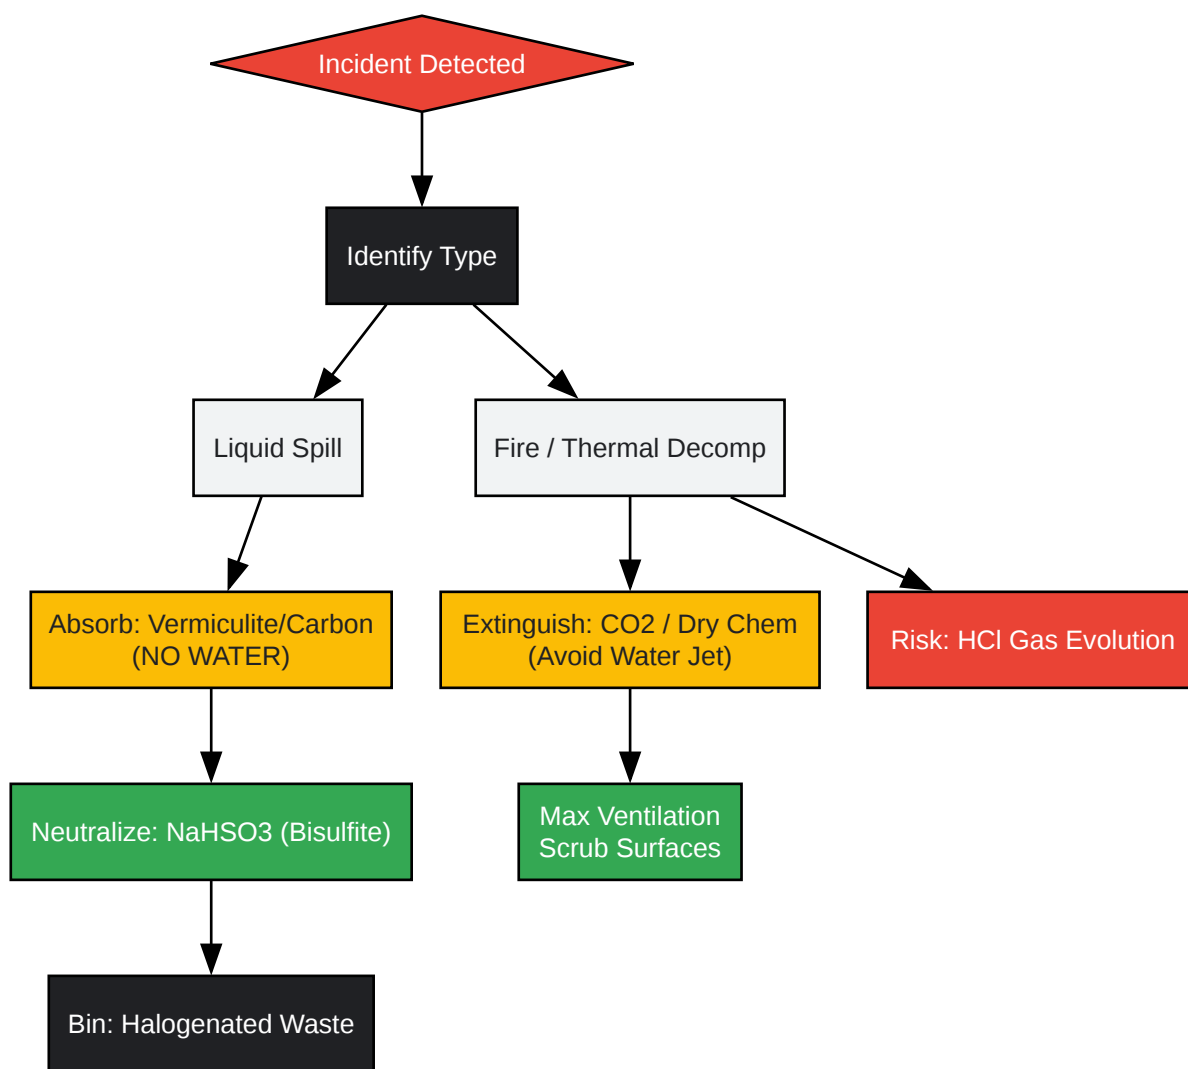 Incident Detected
Identify Type
Liquid Spill
Fire / Thermal Decomp
Absorb: Vermiculite/Carbon
(NO WATER)
Extinguish: CO2 / Dry Chem
(Avoid Water Jet)
Risk: HCl Gas Evolution
Neutralize: NaHSO3 (Bisulfite)
Max Ventilation
Scrub Surfaces
Bin: Halogenated Waste